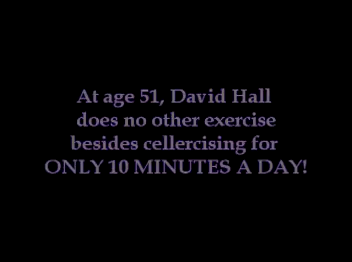 At age 51, David Hall
does no other exercise
besides cellercising for
ONLY 10 MINUTES A DAY!